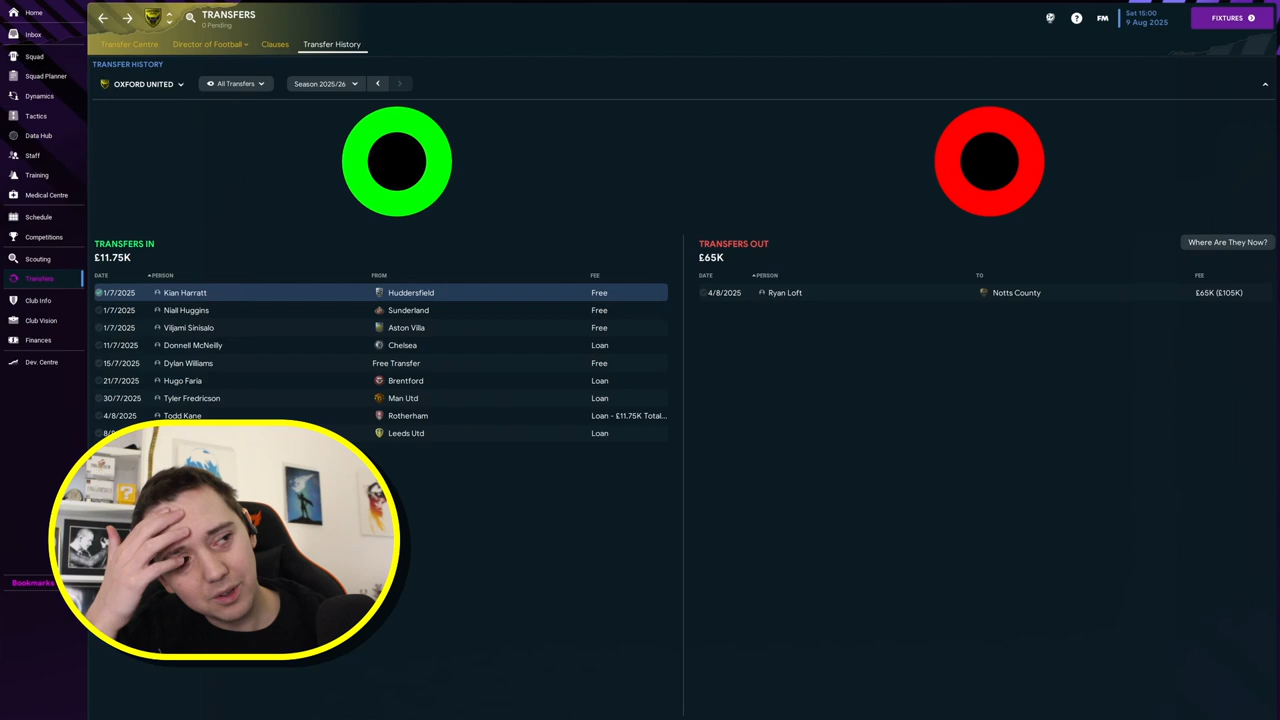 Home
Inbox
Squad
Squad Planner
Dynamics
Tactics
Data Hub
Staff
Training
Medical Centre
Schedule
Competitions
Scouting
Transfers
Club Info
Club Vision
Finances
Dev. Centre
Bookmarks
TRANSFERS
0 Pending
FM
Sat 15:00
9 Aug 2025
FIXTURES
Transfer Centre Director of Football Clauses Transfer History
TRANSFER HISTORY
OXFORD UNITED All Transfers Season 2025/26
TRANSFERS IN
£11.75K
DATE PERSON FROM FEE
1/7/2025 Kian Harratt Huddersfield Free
1/7/2025 Niall Huggins Sunderland Free
1/7/2025 Viljami Sinisalo Aston Villa Free
11/7/2025 Donnell McNeilly Chelsea Loan
15/7/2025 Dylan Williams Free Transfer Free
21/7/2025 Hugo Faria Brentford Loan
30/7/2025 Tyler Fredricson Man Utd Loan
4/8/2025 Todd Kane Rotherham Loan - £11.75K Total...
Leeds Utd Loan
TRANSFERS OUT
£65K
Where Are They Now?
DATE PERSON TO FEE
4/8/2025 Ryan Loft Notts County £65K (£105K)